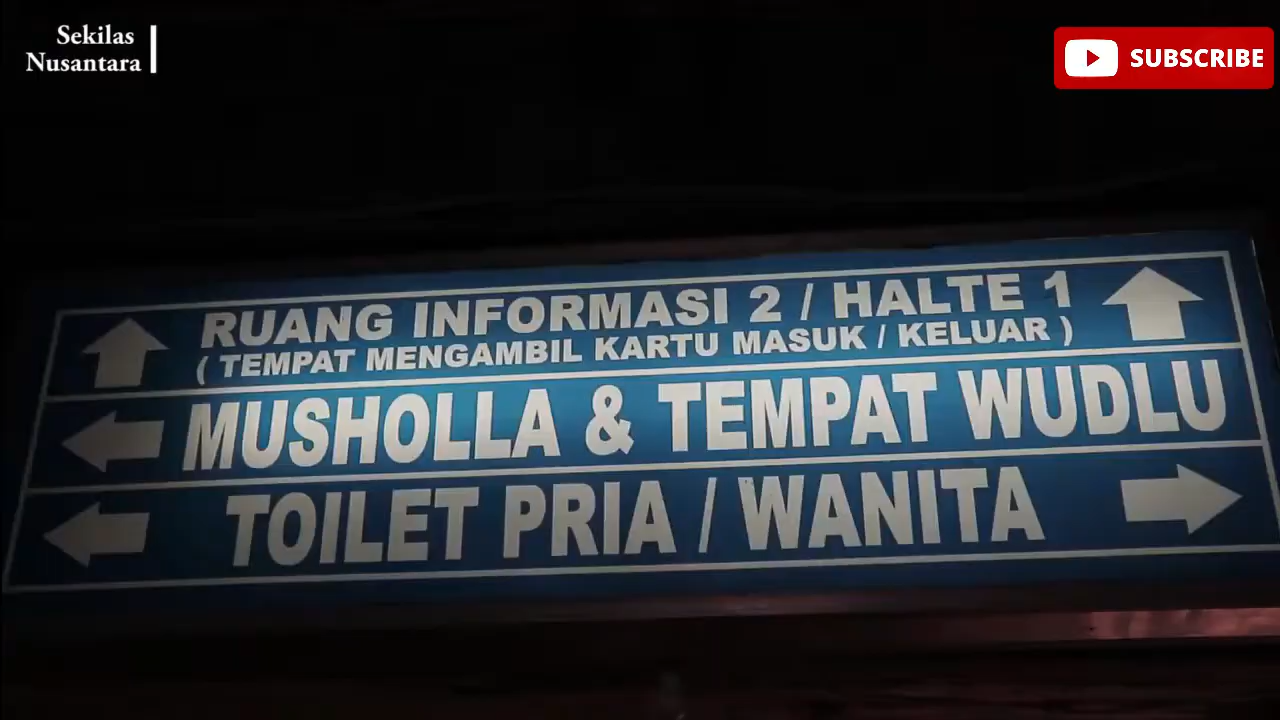 Sekilas
Nusantara
SUBSCRIBE
RUANG INFORMASI 2 / HALTE 1
( TEMPAT MENGAMBIL KARTU MASUK / KELUAR )
MUSHOLLA & TEMPAT WUDLU
TOILET PRIA / WANITA